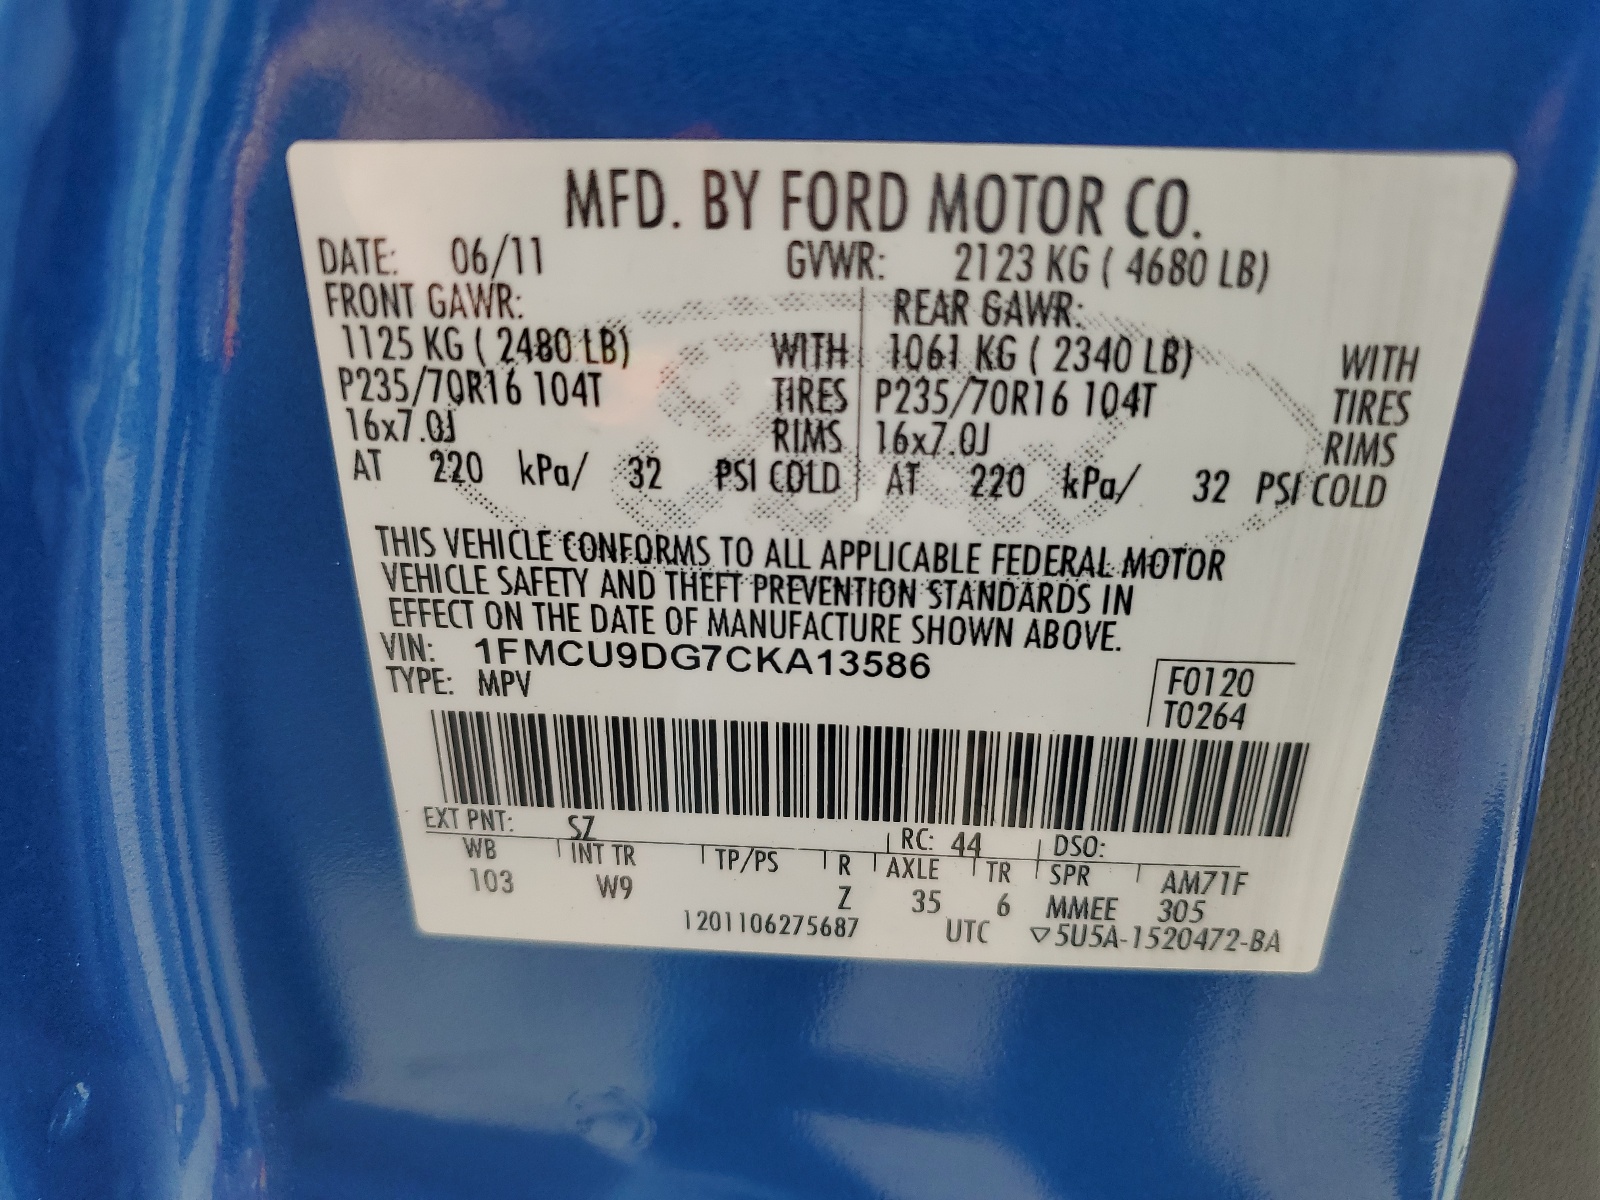 MFD. BY FORD MOTOR CO.
DATE: 06/11 GVWR: 2123 KG ( 4680 LB)
FRONT GAWR: REAR GAWR:
1125 KG ( 2480 LB) WITH 1061 KG ( 2340 LB) WITH
P235/70R16 104T TIRES P235/70R16 104T TIRES
16x7.0J RIMS 16x7.0J RIMS
AT 220 kPa/ 32 PSI COLD AT 220 kPa/ 32 PSI COLD
THIS VEHICLE CONFORMS TO ALL APPLICABLE FEDERAL MOTOR
VEHICLE SAFETY AND THEFT PREVENTION STANDARDS IN
EFFECT ON THE DATE OF MANUFACTURE SHOWN ABOVE.
VIN: 1FMCU9DG7CKA13586
TYPE: MPV
F0120
T0264
EXT PNT: SZ RC: 44 DSO:
WB INT TR TP/PS R AXLE TR SPR AM71F
103 W9 Z 35 6 MMEE 305
1201106275687 UTC ▽5U5A-1520472-BA